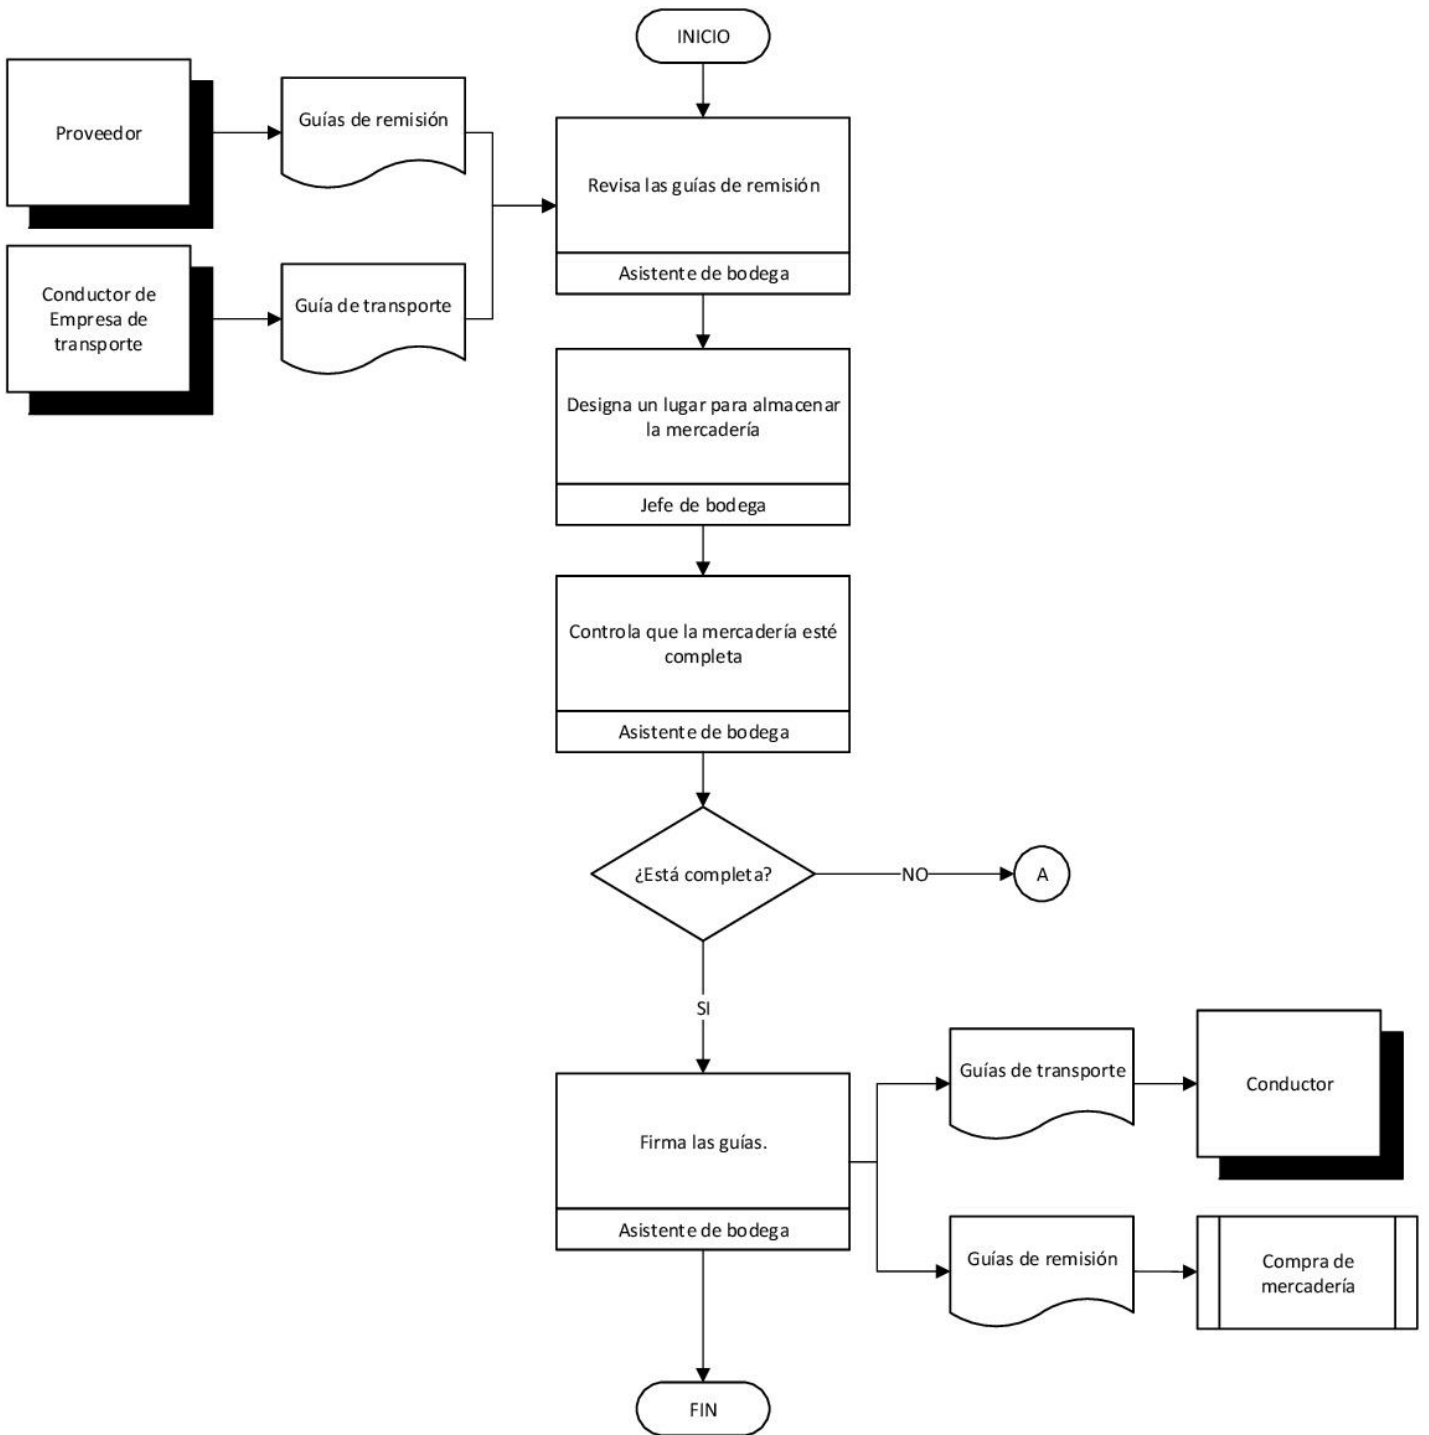 INICIO
Proveedor
Guías de remisión
Revisa las guías de remisión
Asistente de bodega
Conductor de
Empresa de
transporte
Guía de transporte
Designa un lugar para almacenar
la mercadería
Jefe de bodega
Controla que la mercadería esté
completa
Asistente de bodega
¿Está completa?
NO
A
SI
Firma las guías.
Asistente de bodega
Guías de transporte
Conductor
Guías de remisión
Compra de
mercadería
FIN